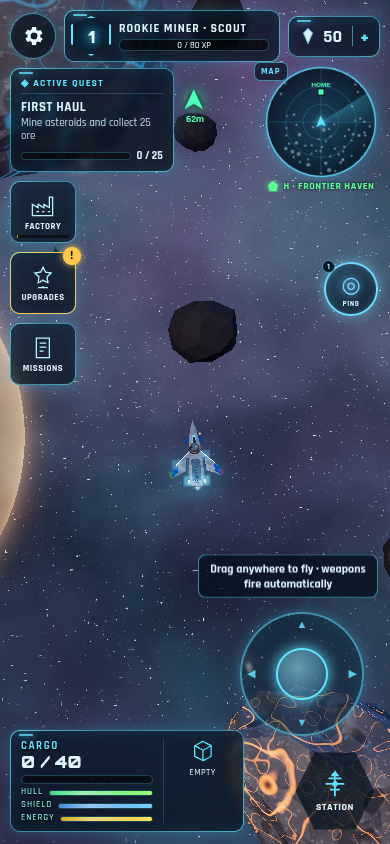 1
ROOKIE MINER · SCOUT
0 / 80 XP
50
+
ACTIVE QUEST
FIRST HAUL
Mine asteroids and collect 25
ore
0 / 25
62m
MAP
HOME
H · FRONTIER HAVEN
FACTORY
!
UPGRADES
MISSIONS
1
PING
Drag anywhere to fly · weapons
fire automatically
CARGO
0 / 40
HULL
SHIELD
ENERGY
EMPTY
STATION